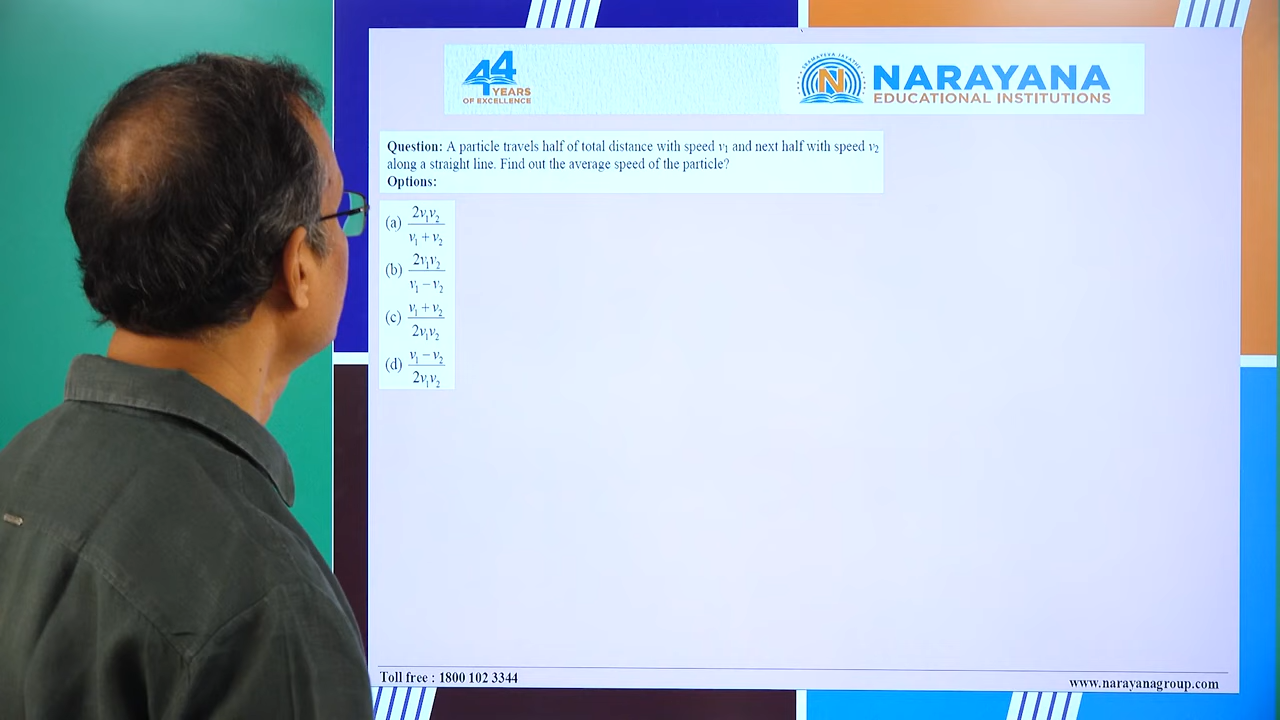 44
YEARS
OF EXCELLENCE
N
NARAYANA
EDUCATIONAL INSTITUTIONS
Question: A particle travels half of total distance with speed v₁ and next half with speed v₂
along a straight line. Find out the average speed of the particle?
Options:
(a) 2v₁v₂ / v₁ + v₂
(b) 2v₁v₂ / v₁ − v₂
(c) v₁ + v₂ / 2v₁v₂
(d) v₁ − v₂ / 2v₁v₂
Toll free : 1800 102 3344
www.narayanagroup.com